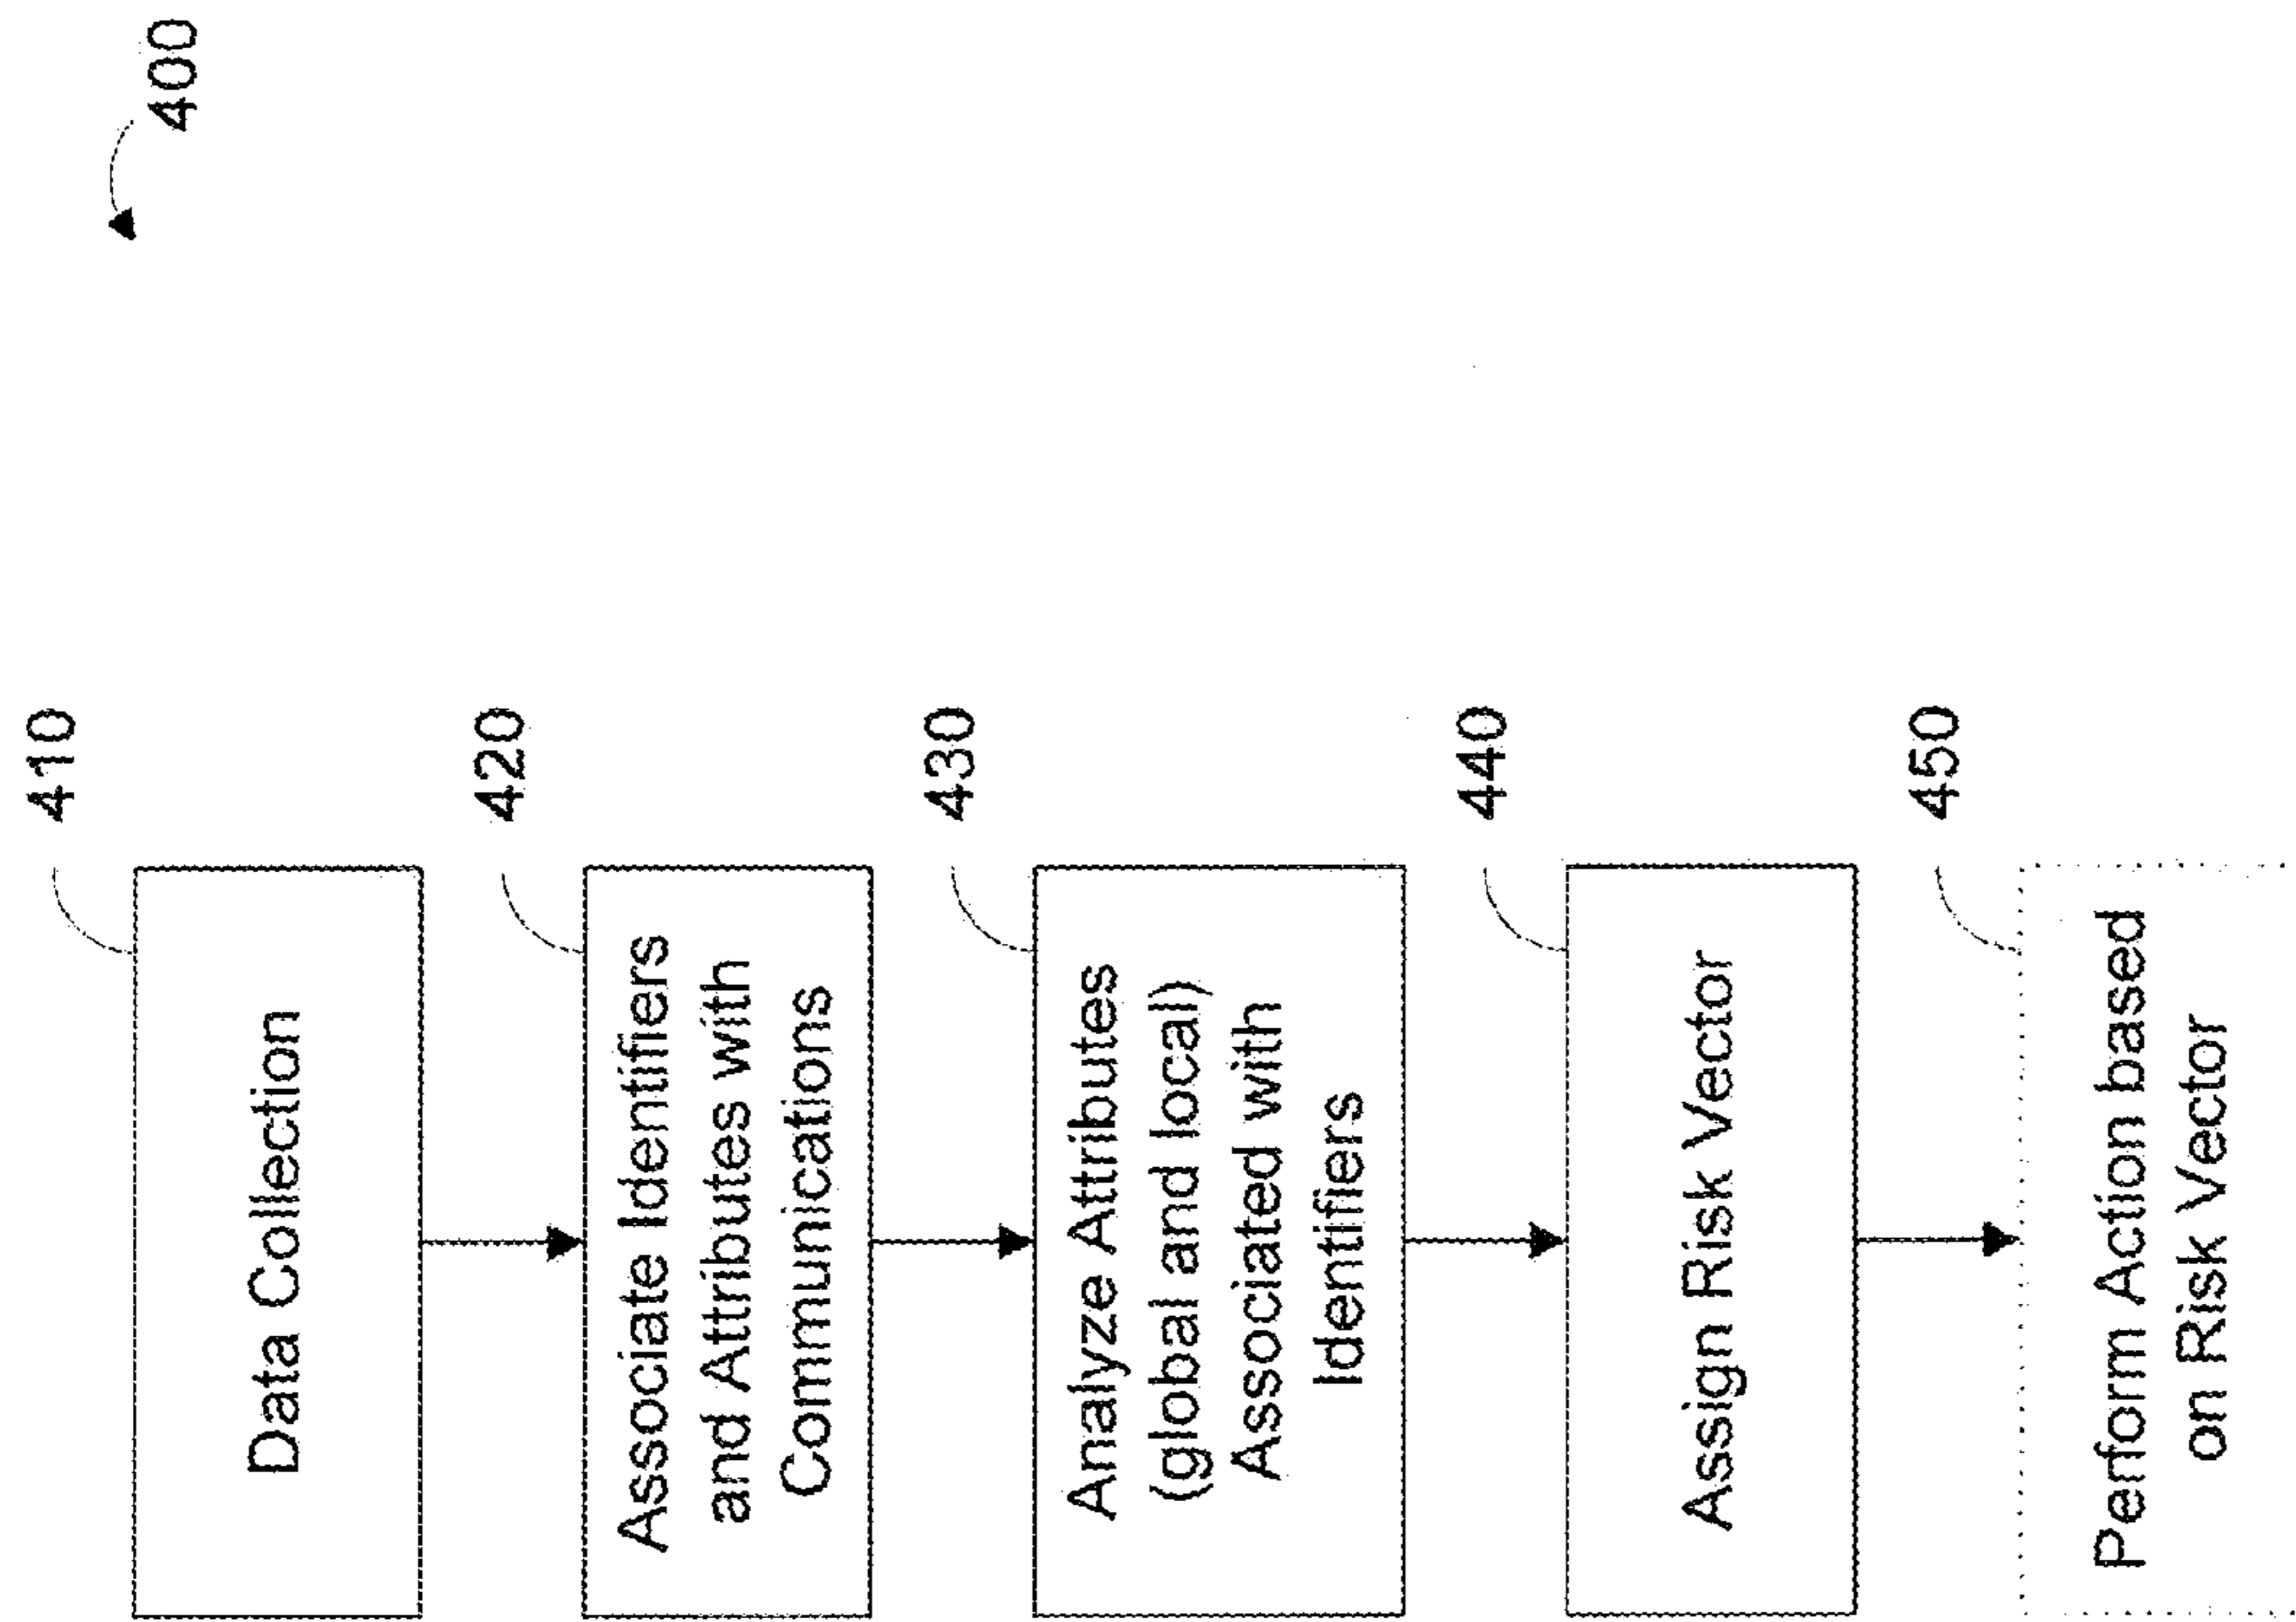 400
410
Data Collection
420
Associate Identifiers
and Attributes with
Communications
430
Analyze Attributes
(global and local)
Associated with
Identifiers
440
Assign Risk Vector
450
Perform Action based
on Risk Vector